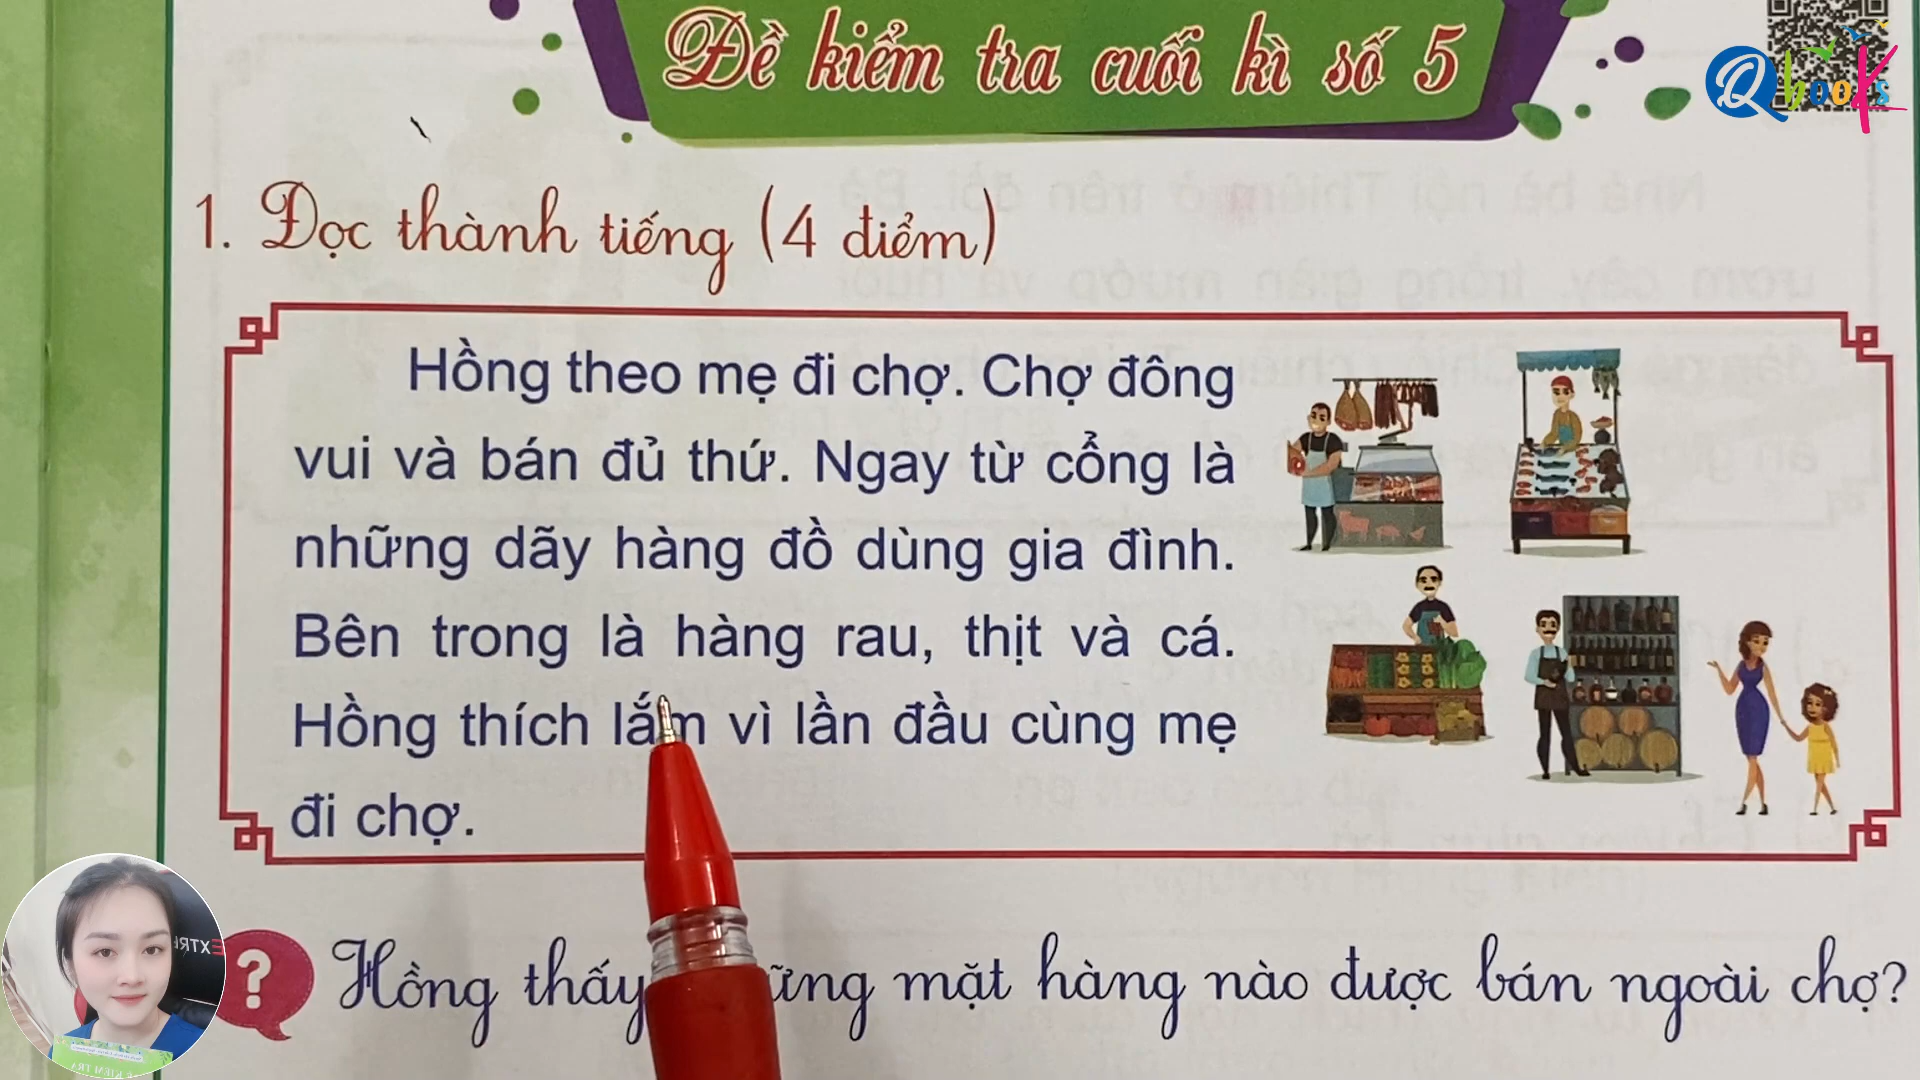 Đề kiểm tra cuối kì số 5
Qbooks
1. Đọc thành tiếng (4 điểm)
Hồng theo mẹ đi chợ. Chợ đông
vui và bán đủ thứ. Ngay từ cổng là
những dãy hàng đồ dùng gia đình.
Bên trong là hàng rau, thịt và cá.
Hồng thích lắm vì lần đầu cùng mẹ
đi chợ.
? Hồng thấy mặt hàng nào được bán ngoài chợ?